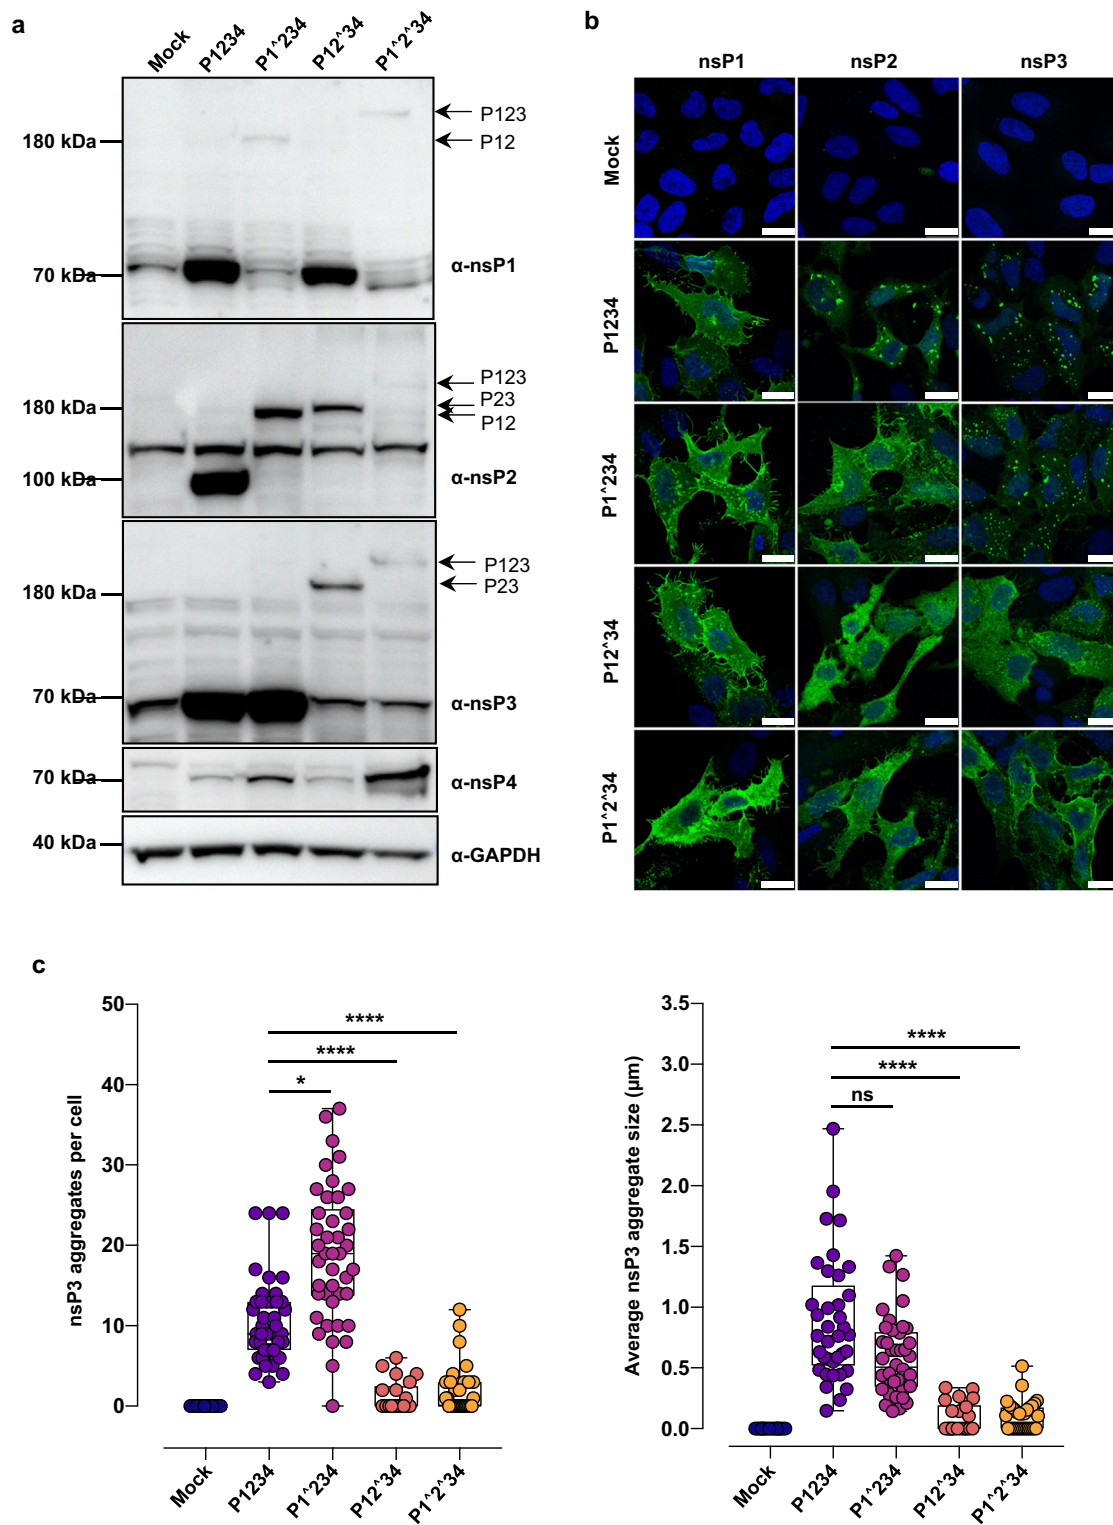 a
Mock P1234 P1^234 P12^34 P1^2^34
P123
180 kDa P12
70 kDa α-nsP1
P123
P23
180 kDa P12
100 kDa α-nsP2
P123
180 kDa P23
70 kDa α-nsP3
70 kDa α-nsP4
40 kDa α-GAPDH
b
nsP1 nsP2 nsP3
Mock
P1234
P1^234
P12^34
P1^2^34
c
nsP3 aggregates per cell
50
40
30
20
10
0
****
****
*
Mock P1234 P1^234 P12^34 P1^2^34
Average nsP3 aggregate size (μm)
3.5
3.0
2.5
2.0
1.5
1.0
0.5
0.0
****
****
ns
Mock P1234 P1^234 P12^34 P1^2^34